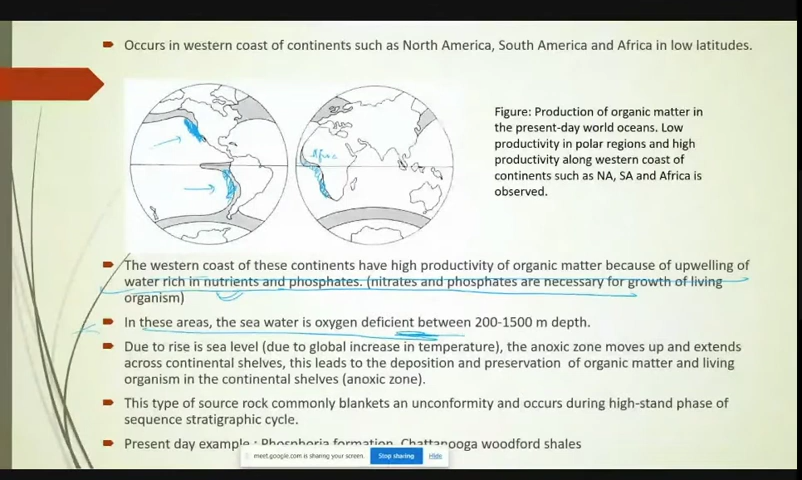 Occurs in western coast of continents such as North America, South America and Africa in low latitudes.
Africa
Figure: Production of organic matter in
the present-day world oceans. Low
productivity in polar regions and high
productivity along western coast of
continents such as NA, SA and Africa is
observed.
The western coast of these continents have high productivity of organic matter because of upwelling of
water rich in nutrients and phosphates. (nitrates and phosphates are necessary for growth of living
organism)
In these areas, the sea water is oxygen deficient between 200-1500 m depth.
Due to rise is sea level (due to global increase in temperature), the anoxic zone moves up and extends
across continental shelves, this leads to the deposition and preservation of organic matter and living
organism in the continental shelves (anoxic zone).
This type of source rock commonly blankets an unconformity and occurs during high-stand phase of
sequence stratigraphic cycle.
Present day example : Phosphoria formation, Chattanooga woodford shales
meet.google.com is sharing your screen. Stop sharing Hide